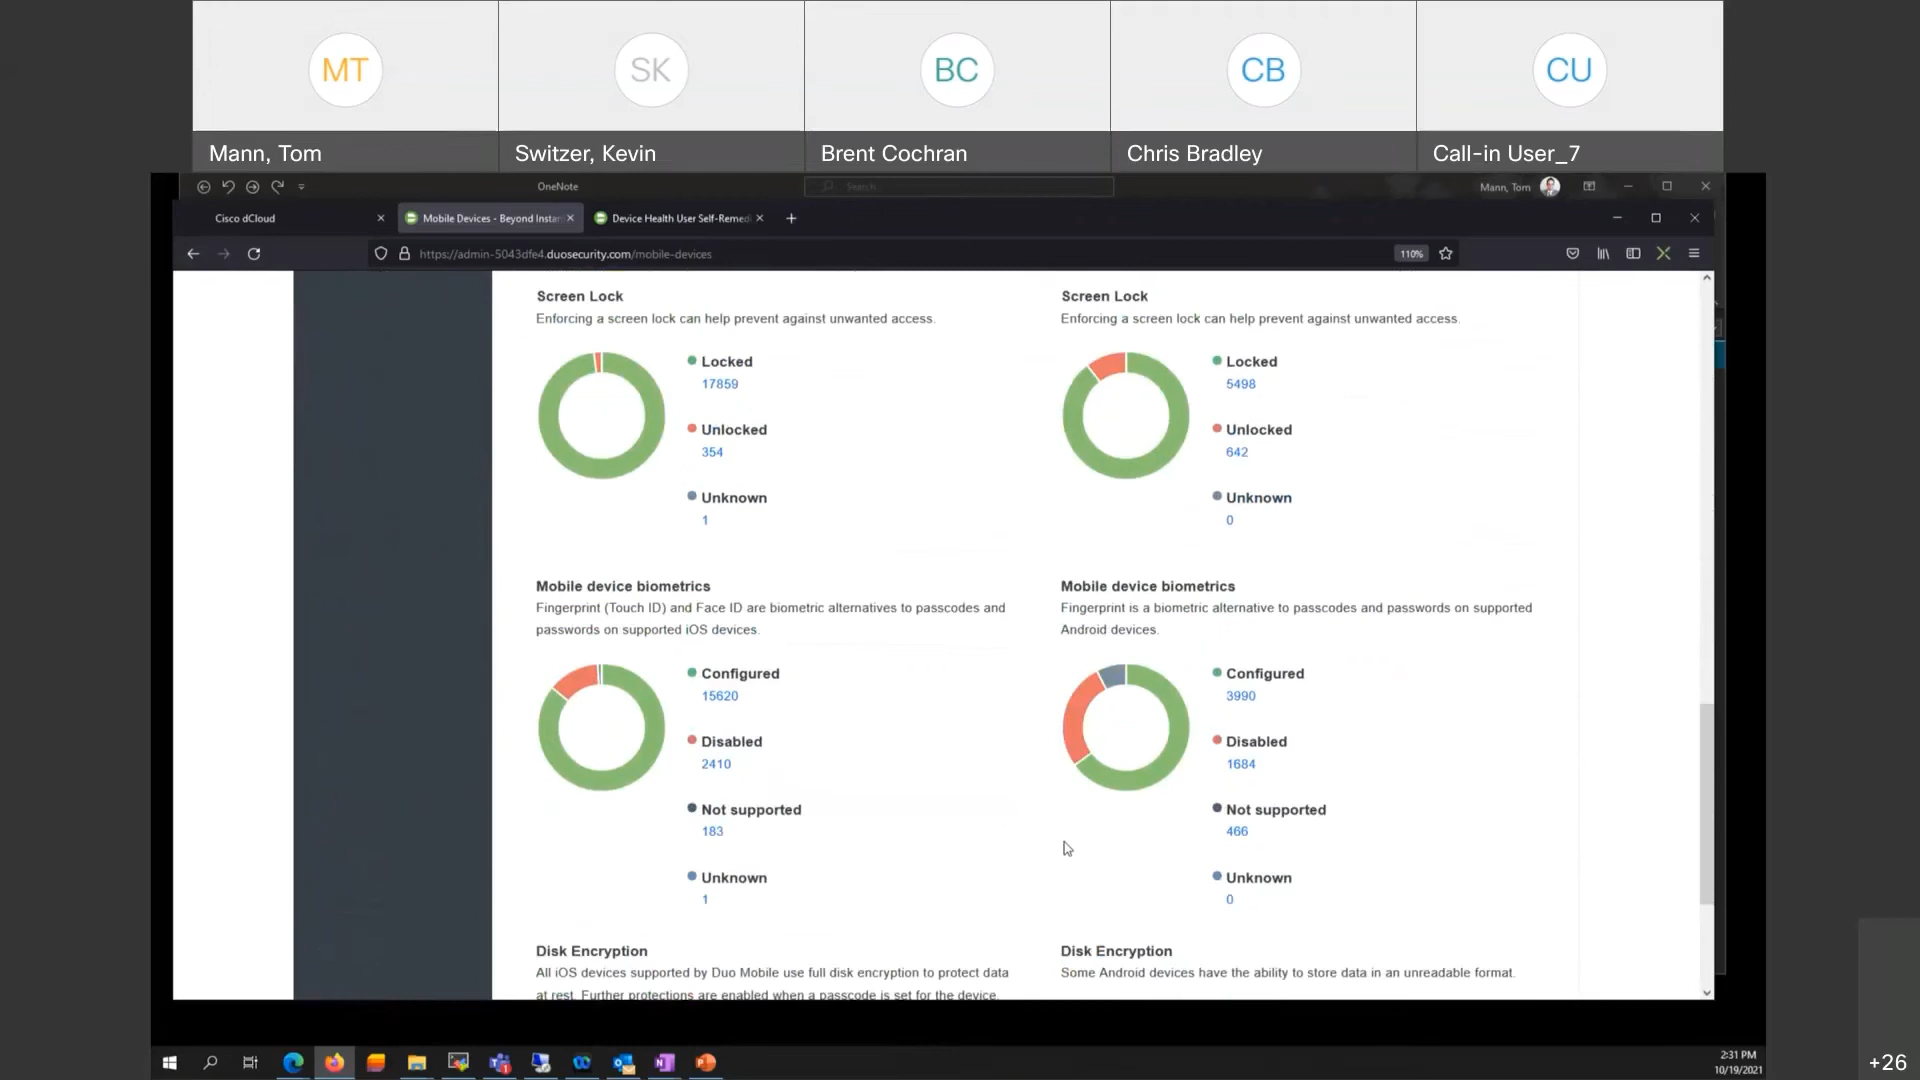 MT
SK
BC
CB
CU
Mann, Tom
Switzer, Kevin
Brent Cochran
Chris Bradley
Call-in User_7
OneNote
Search
Mann, Tom
Cisco dCloud
Mobile Devices - Beyond Instan
Device Health User Self-Remedi
https://admin-5043dfe4.duosecurity.com/mobile-devices
110%
Screen Lock
Enforcing a screen lock can help prevent against unwanted access.
Locked
17859
Unlocked
354
Unknown
1
Screen Lock
Enforcing a screen lock can help prevent against unwanted access.
Locked
5498
Unlocked
642
Unknown
0
Mobile device biometrics
Fingerprint (Touch ID) and Face ID are biometric alternatives to passcodes and
passwords on supported iOS devices.
Configured
15620
Disabled
2410
Not supported
183
Unknown
1
Mobile device biometrics
Fingerprint is a biometric alternative to passcodes and passwords on supported
Android devices.
Configured
3990
Disabled
1684
Not supported
466
Unknown
0
Disk Encryption
All iOS devices supported by Duo Mobile use full disk encryption to protect data
at rest. Further protections are enabled when a passcode is set for the device.
Disk Encryption
Some Android devices have the ability to store data in an unreadable format.
2:31 PM
10/19/2021
+26